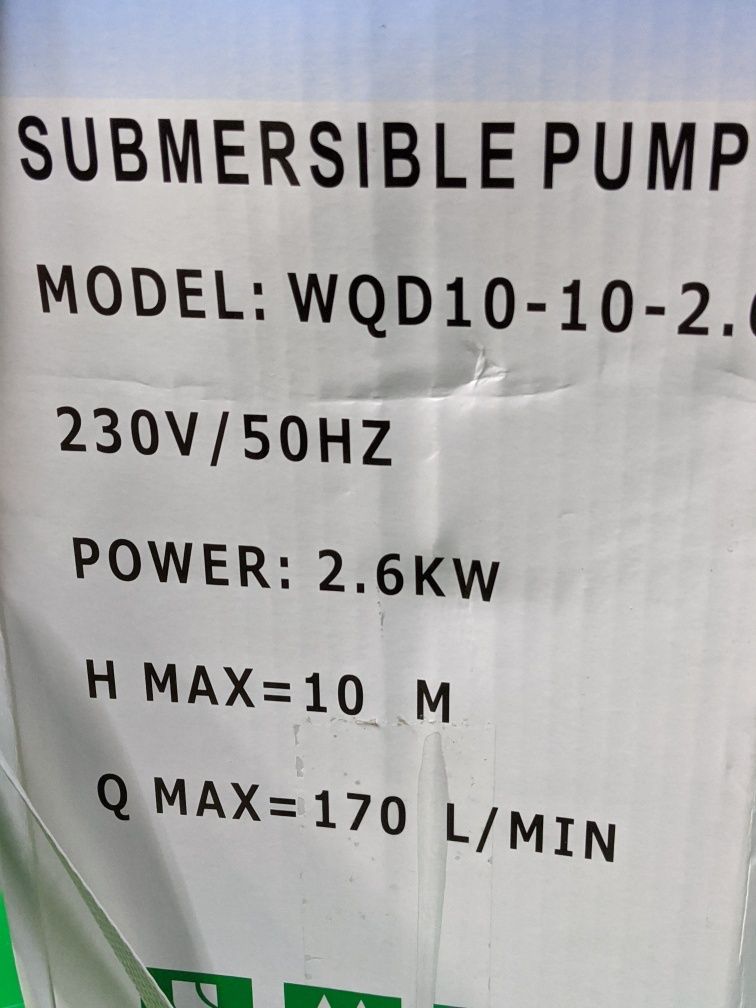 SUBMERSIBLE PUMP
MODEL: WQD10-10-2.
230V/50HZ
POWER: 2.6KW
H MAX=10 M
Q MAX=170 L/MIN